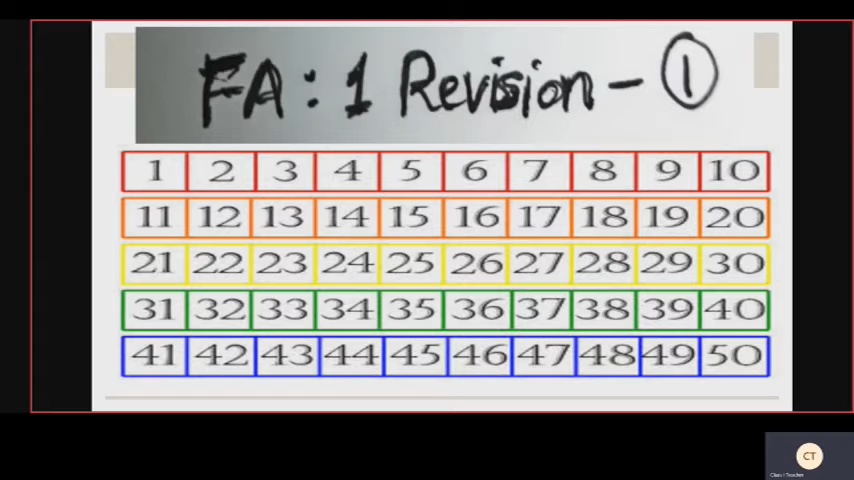 FA : 1 Revision - 1
1 2 3 4 5 6 7 8 9 10
11 12 13 14 15 16 17 18 19 20
21 22 23 24 25 26 27 28 29 30
31 32 33 34 35 36 37 38 39 40
41 42 43 44 45 46 47 48 49 50
CT
Class I Teacher